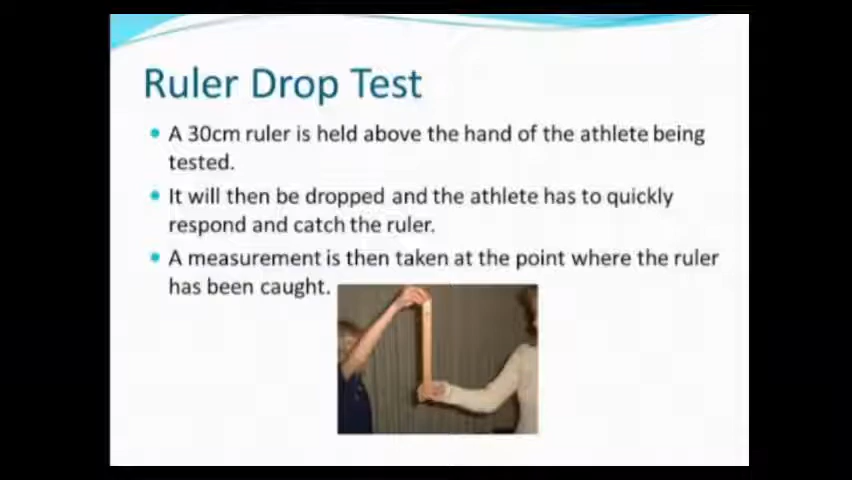 Ruler Drop Test
• A 30cm ruler is held above the hand of the athlete being
tested.
• It will then be dropped and the athlete has to quickly
respond and catch the ruler.
• A measurement is then taken at the point where the ruler
has been caught.